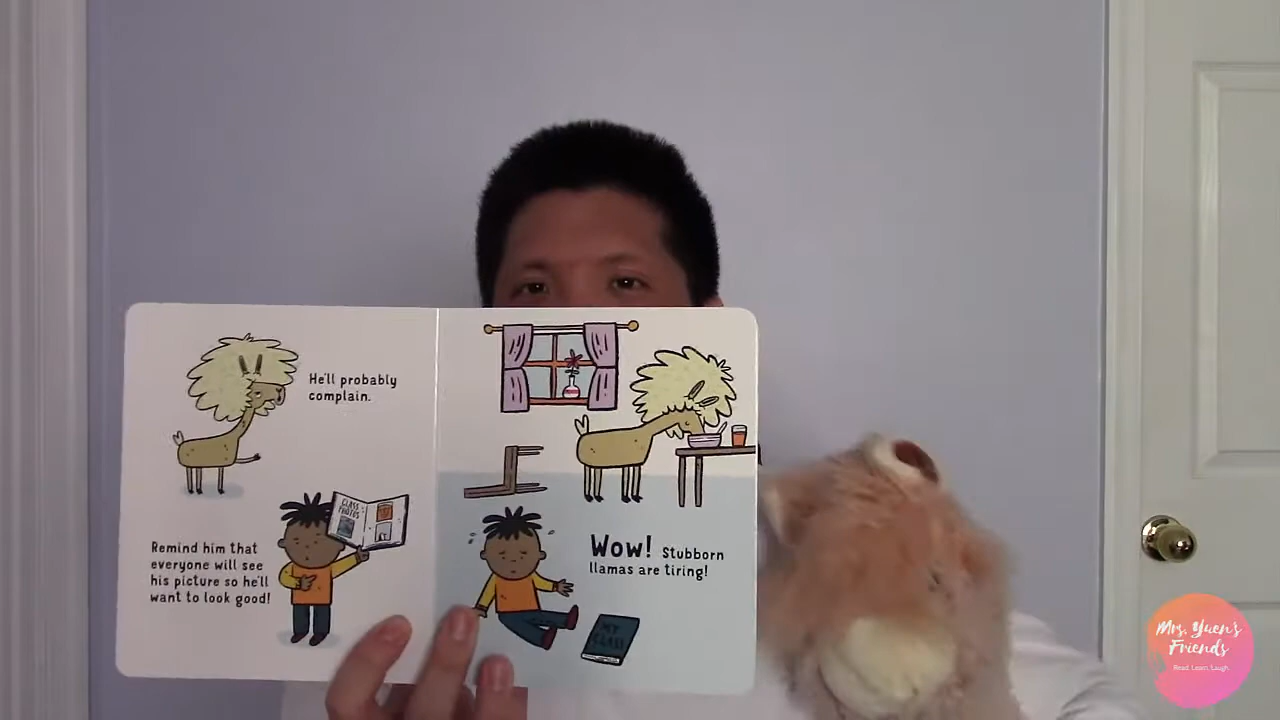 He'll probably
complain.
CLASS
PHOTOS
Remind him that
everyone will see
his picture so he'll
want to look good!
Wow! Stubborn
llamas are tiring!
MY
CLASS
Mrs. Yuen's
Friends
Read. Learn. Laugh.